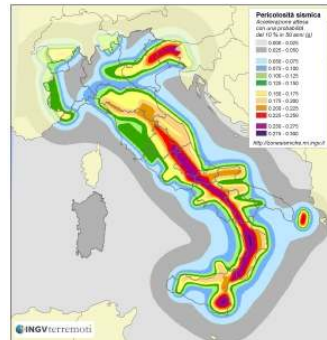 Pericolosità sismica
Accelerazione attesa
con una probabilità
del 10 % in 50 anni (g)
0.000 - 0.025
0.025 - 0.050
0.050 - 0.075
0.075 - 0.100
0.100 - 0.125
0.125 - 0.150
0.150 - 0.175
0.175 - 0.200
0.200 - 0.225
0.225 - 0.250
0.250 - 0.275
0.275 - 0.300
http://zonesismiche.mi.ingv.it
INGVterremoti